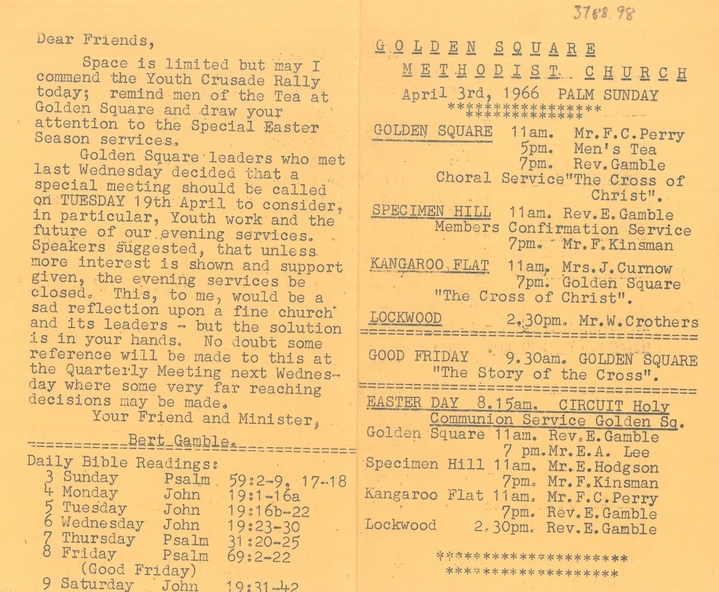 Dear Friends,
Space is limited but may I
commend the Youth Crusade Rally
today; remind men of the Tea at
Golden Square and draw your
attention to the Special Easter
Season services.
Golden Square leaders who met
last Wednesday decided that a
special meeting should be called
on TUESDAY 19th April to consider,
in particular, Youth work and the
future of our evening services.
Speakers suggested, that unless
more interest is shown and support
given, the evening services be
closed. This, to me, would be a
sad reflection upon a fine church
and its leaders - but the solution
is in your hands. No doubt some
reference will be made to this at
the Quarterly Meeting next Wednes-
day where some very far reaching
decisions may be made.
Your Friend and Minister,
Bert Gamble.
==============================
Daily Bible Readings:
3 Sunday Psalm 59:2-9, 17-18
4 Monday John 19:1-16a
5 Tuesday John 19:16b-22
6 Wednesday John 19:23-30
7 Thursday Psalm 31:20-25
8 Friday Psalm 69:2-22
(Good Friday)
9 Saturday John 19:31-42
3788.98
GOLDEN SQUARE
METHODIST CHURCH
April 3rd, 1966 PALM SUNDAY
******************
**************
GOLDEN SQUARE 11am. Mr.F.C.Perry
5pm. Men's Tea
7pm. Rev.Gamble
Choral Service"The Cross of
Christ".
SPECIMEN HILL 11am. Rev.E.Gamble
Members Confirmation Service
7pm. Mr.F.Kinsman
KANGAROO FLAT 11am. Mrs.J.Curnow
7pm. Golden Square
"The Cross of Christ".
LOCKWOOD 2.30pm. Mr.W.Crothers
==============================
GOOD FRIDAY 9.30am. GOLDEN SQUARE
"The Story of the Cross".
==============================
EASTER DAY 8.15am. CIRCUIT Holy
Communion Service Golden Sq.
Golden Square 11am. Rev.E.Gamble
7 pm.Mr.E.A. Lee
Specimen Hill 11am. Mr.E.Hodgson
7pm. Mr.F.Kinsman
Kangaroo Flat 11am. Mr.F.C.Perry
7pm. Rev.E.Gamble
Lockwood 2.30pm. Rev.E.Gamble
********************
******************